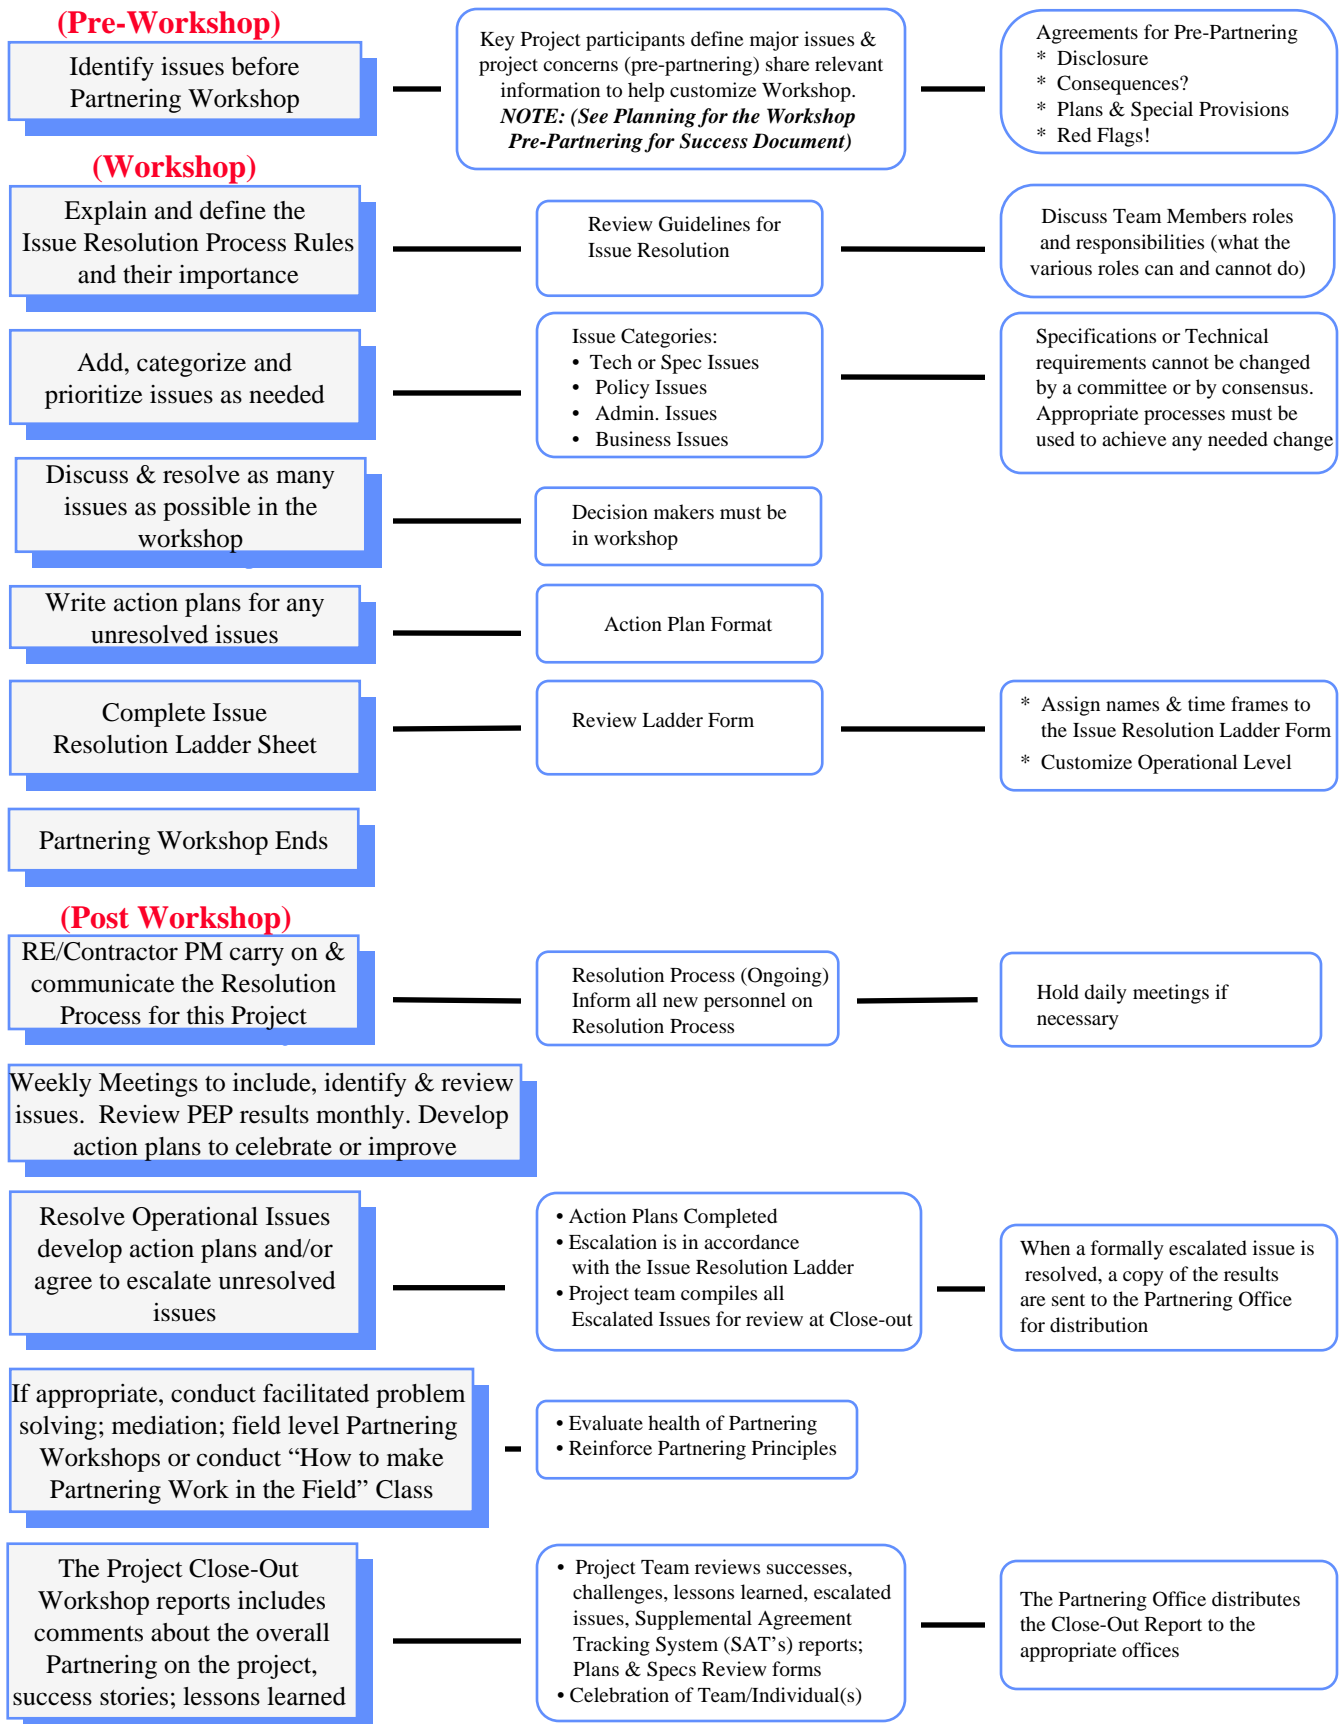 (Pre-Workshop)
Identify issues before
Partnering Workshop
Key Project participants define major issues &
project concerns (pre-partnering) share relevant
information to help customize Workshop.
NOTE: (See Planning for the Workshop
Pre-Partnering for Success Document)
Agreements for Pre-Partnering
* Disclosure
* Consequences?
* Plans & Special Provisions
* Red Flags!
(Workshop)
Explain and define the
Issue Resolution Process Rules
and their importance
Review Guidelines for
Issue Resolution
Discuss Team Members roles
and responsibilities (what the
various roles can and cannot do)
Add, categorize and
prioritize issues as needed
Issue Categories:
• Tech or Spec Issues
• Policy Issues
• Admin. Issues
• Business Issues
Specifications or Technical
requirements cannot be changed
by a committee or by consensus.
Appropriate processes must be
used to achieve any needed change
Discuss & resolve as many
issues as possible in the
workshop
Decision makers must be
in workshop
Write action plans for any
unresolved issues
Action Plan Format
Complete Issue
Resolution Ladder Sheet
Review Ladder Form
* Assign names & time frames to
the Issue Resolution Ladder Form
* Customize Operational Level
Partnering Workshop Ends
(Post Workshop)
RE/Contractor PM carry on &
communicate the Resolution
Process for this Project
Resolution Process (Ongoing)
Inform all new personnel on
Resolution Process
Hold daily meetings if
necessary
Weekly Meetings to include, identify & review
issues. Review PEP results monthly. Develop
action plans to celebrate or improve
Resolve Operational Issues
develop action plans and/or
agree to escalate unresolved
issues
• Action Plans Completed
• Escalation is in accordance
with the Issue Resolution Ladder
• Project team compiles all
Escalated Issues for review at Close-out
When a formally escalated issue is
resolved, a copy of the results
are sent to the Partnering Office
for distribution
If appropriate, conduct facilitated problem
solving; mediation; field level Partnering
Workshops or conduct “How to make
Partnering Work in the Field” Class
• Evaluate health of Partnering
• Reinforce Partnering Principles
The Project Close-Out
Workshop reports includes
comments about the overall
Partnering on the project,
success stories; lessons learned
• Project Team reviews successes,
challenges, lessons learned, escalated
issues, Supplemental Agreement
Tracking System (SAT’s) reports;
Plans & Specs Review forms
• Celebration of Team/Individual(s)
The Partnering Office distributes
the Close-Out Report to the
appropriate offices